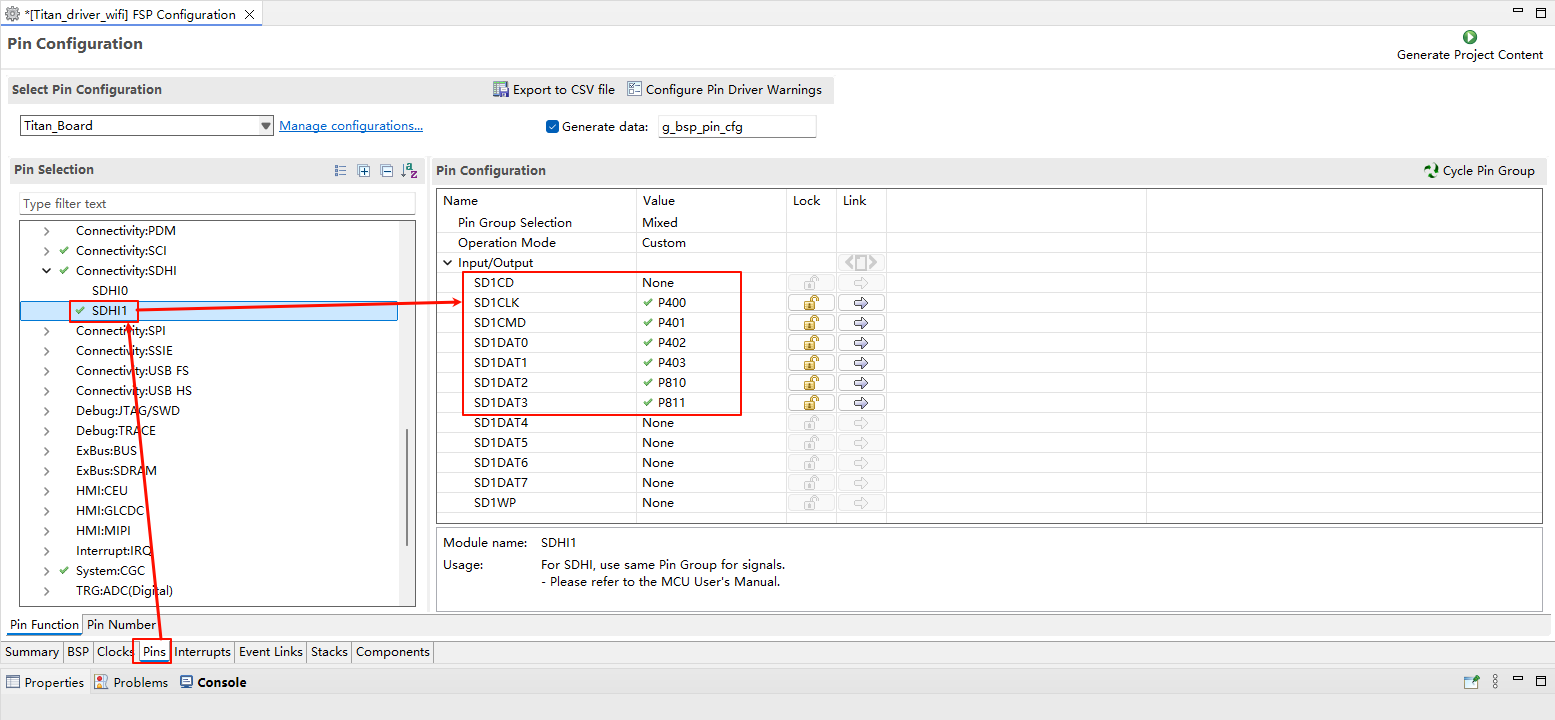 *[Titan_driver_wifi] FSP Configuration
Pin Configuration
Generate Project Content
Select Pin Configuration
Export to CSV file
Configure Pin Driver Warnings
Titan_Board
Manage configurations...
Generate data:
g_bsp_pin_cfg
Pin Selection
Type filter text
Connectivity:PDM
Connectivity:SCI
Connectivity:SDHI
SDHI0
SDHI1
Connectivity:SPI
Connectivity:SSIE
Connectivity:USB FS
Connectivity:USB HS
Debug:JTAG/SWD
Debug:TRACE
ExBus:BUS
ExBus:SDRAM
HMI:CEU
HMI:GLCDC
HMI:MIPI
Interrupt:IRQ
System:CGC
TRG:ADC(Digital)
Pin Configuration
Cycle Pin Group
Name Value Lock Link
Pin Group Selection Mixed
Operation Mode Custom
Input/Output
SD1CD None
SD1CLK P400
SD1CMD P401
SD1DAT0 P402
SD1DAT1 P403
SD1DAT2 P810
SD1DAT3 P811
SD1DAT4 None
SD1DAT5 None
SD1DAT6 None
SD1DAT7 None
SD1WP None
Module name: SDHI1
Usage: For SDHI, use same Pin Group for signals.
- Please refer to the MCU User's Manual.
Pin Function Pin Number
Summary BSP Clocks Pins Interrupts Event Links Stacks Components
Properties Problems Console